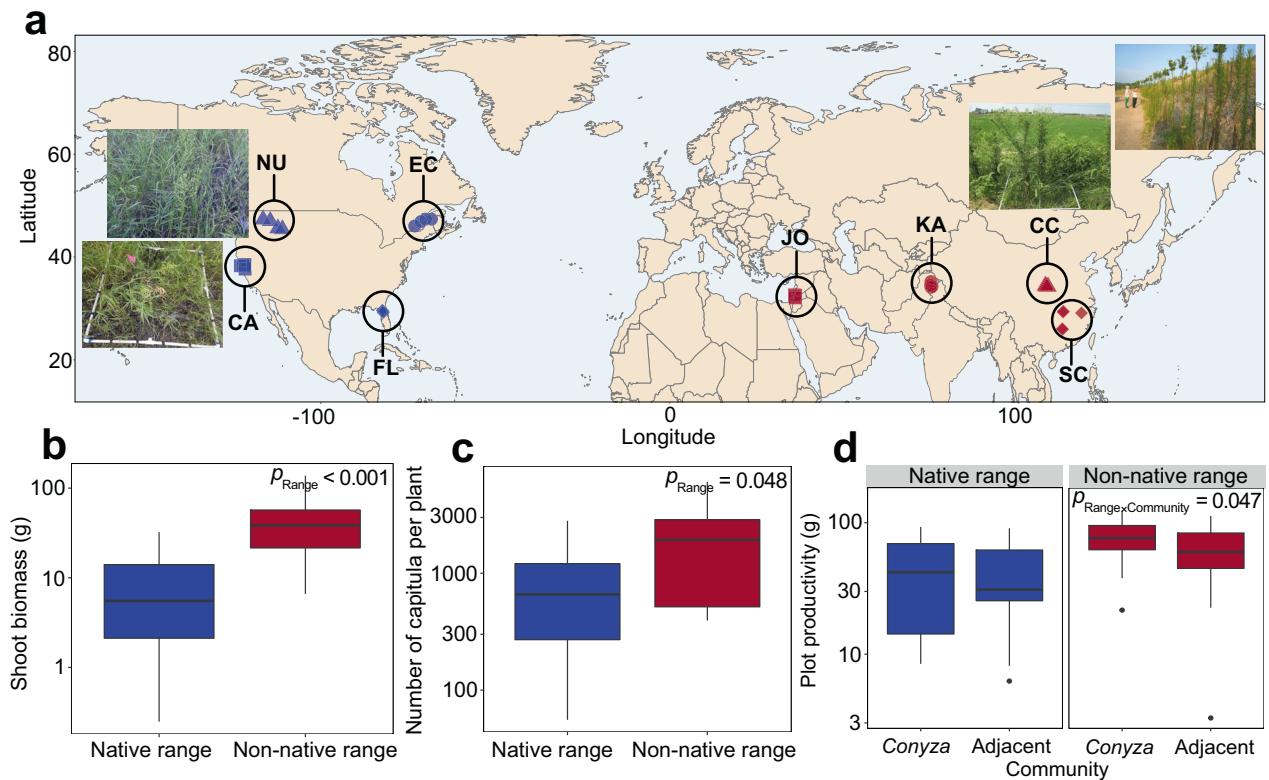 a
80
60
40
20
Latitude
NU
EC
CA
FL
JO
KA
CC
SC
-100
0
100
Longitude
b
100
10
1
Shoot biomass (g)
pRange < 0.001
Native range
Non-native range
c
3000
1000
300
100
Number of capitula per plant
pRange = 0.048
Native range
Non-native range
d
Native range
Non-native range
pRange×Community = 0.047
100
30
10
3
Plot productivity (g)
Conyza
Adjacent
Conyza
Adjacent
Community